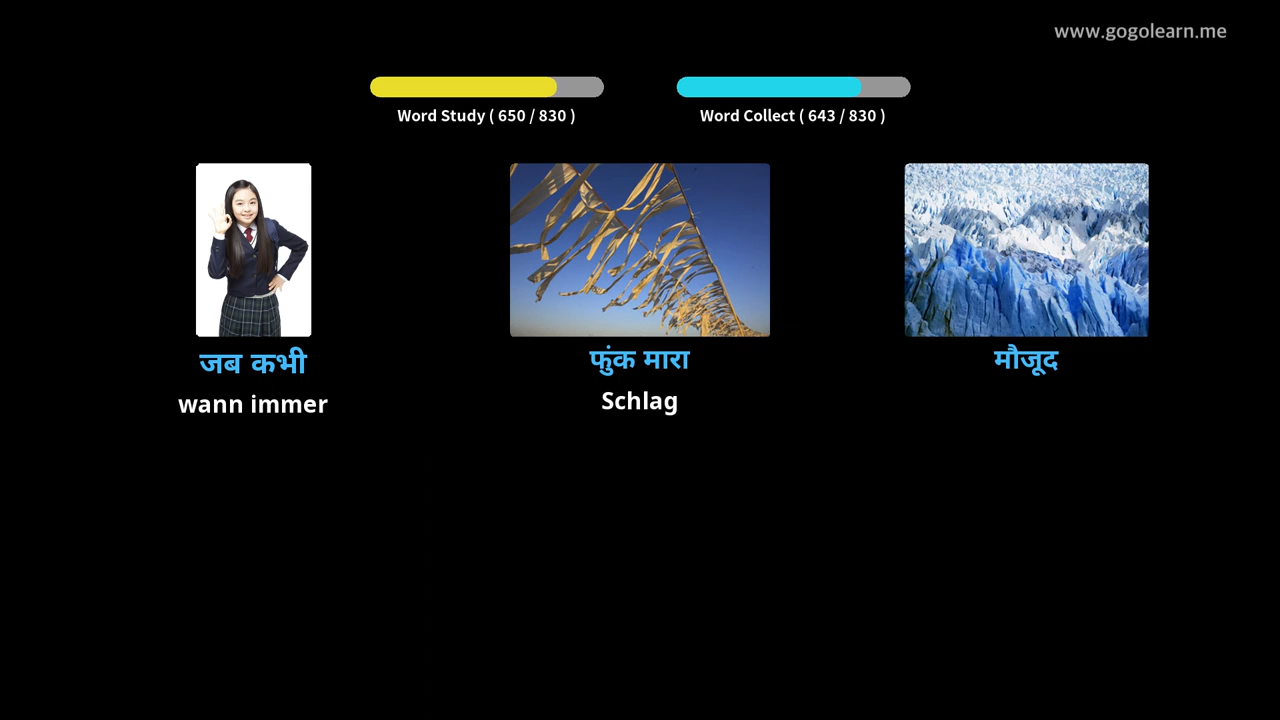 www.gogolearn.me
Word Study ( 650 / 830 )
Word Collect ( 643 / 830 )
जब कभी
फुंक मारा
मौजूद
wann immer
Schlag